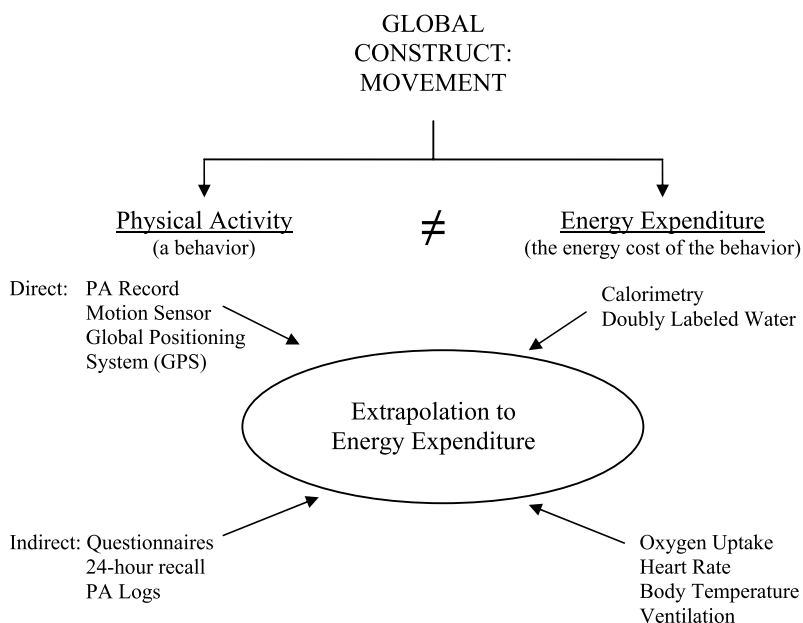 GLOBAL
CONSTRUCT:
MOVEMENT
Physical Activity
(a behavior)
≠
Energy Expenditure
(the energy cost of the behavior)
Direct: PA Record
Motion Sensor
Global Positioning
System (GPS)
Calorimetry
Doubly Labeled Water
Extrapolation to
Energy Expenditure
Indirect: Questionnaires
24-hour recall
PA Logs
Oxygen Uptake
Heart Rate
Body Temperature
Ventilation